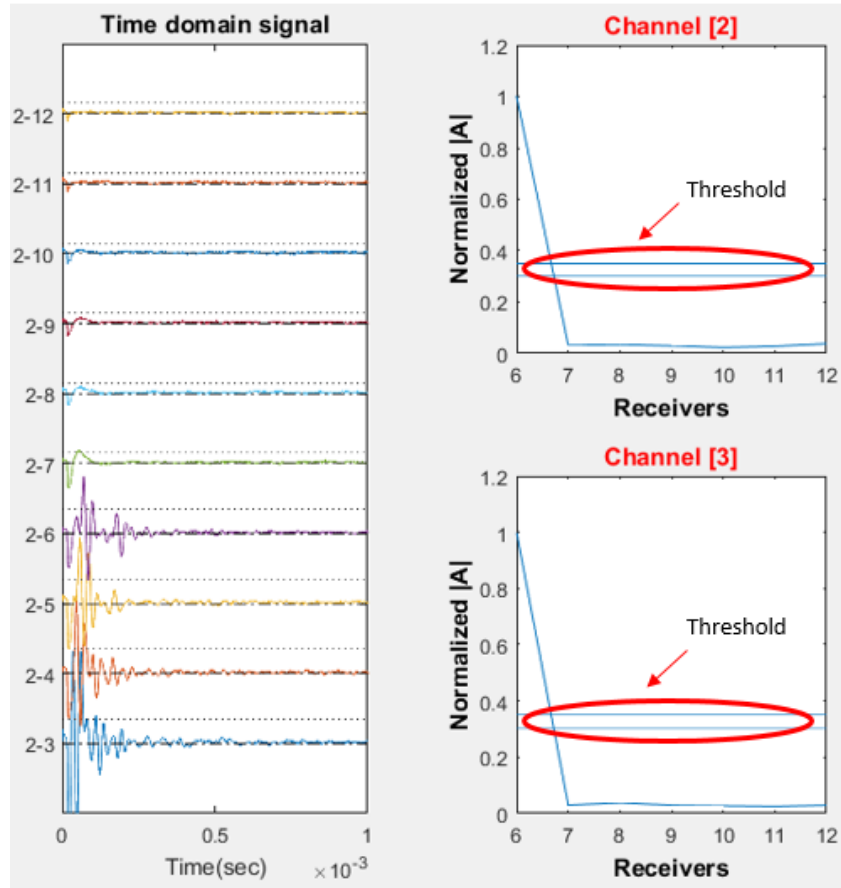 Time domain signal
2-12
2-11
2-10
2-9
2-8
2-7
2-6
2-5
2-4
2-3
0
0.5
1
Time(sec)
×10⁻³
Channel [2]
1.2
1
0.8
0.6
0.4
0.2
0
Normalized |A|
Threshold
6 7 8 9 10 11 12
Receivers
Channel [3]
1.2
1
0.8
0.6
0.4
0.2
0
Normalized |A|
Threshold
6 7 8 9 10 11 12
Receivers